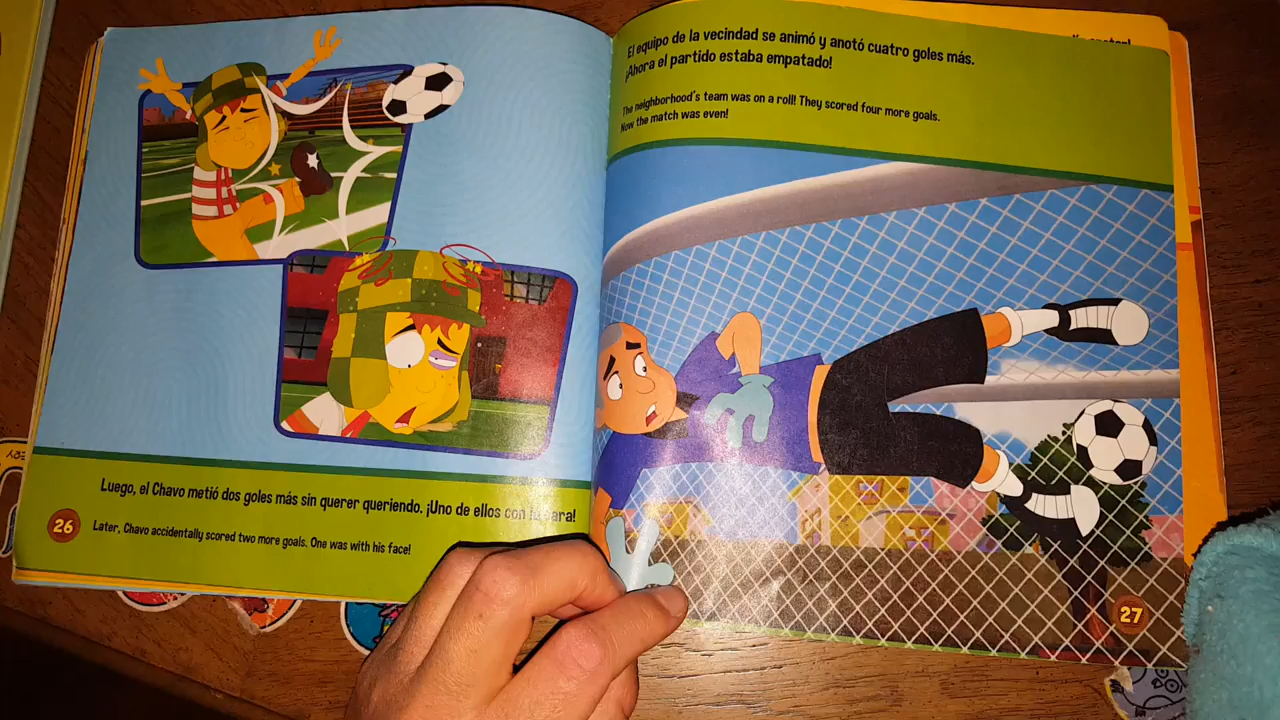 Luego, el Chavo metió dos goles más sin querer queriendo. ¡Uno de ellos con la cara!
26
Later, Chavo accidentally scored two more goals. One was with his face!
El equipo de la vecindad se animó y anotó cuatro goles más.
¡Ahora el partido estaba empatado!
The neighborhood's team was on a roll! They scored four more goals.
Now the match was even!
27